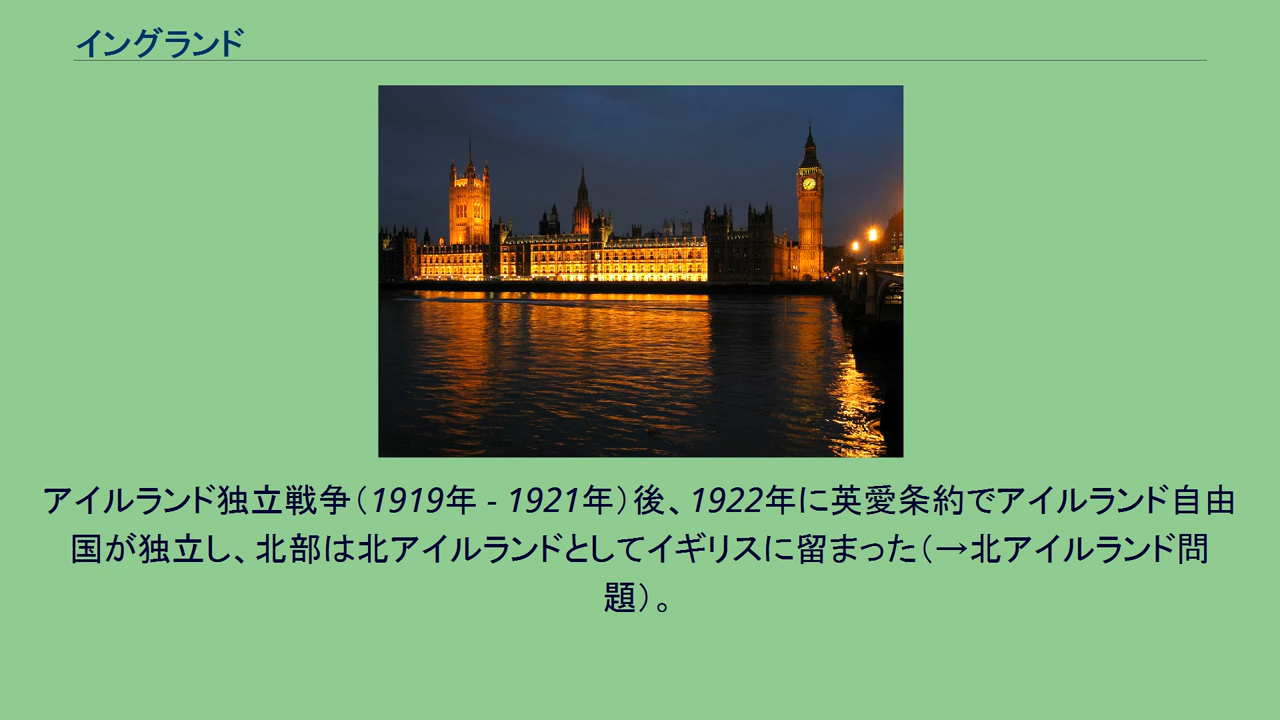 イングランド
アイルランド独立戦争（1919年 - 1921年）後、1922年に英愛条約でアイルランド自由
国が独立し、北部は北アイルランドとしてイギリスに留まった（→北アイルランド問
題）。